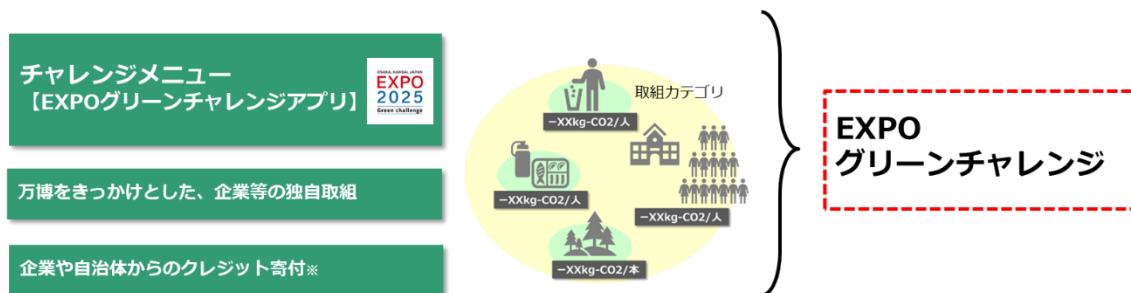 チャレンジメニュー
【EXPOグリーンチャレンジアプリ】
OSAKA, KANSAI, JAPAN
EXPO
2025
Green challenge
万博をきっかけとした、企業等の独自取組
企業や自治体からのクレジット寄付※
取組カテゴリ
−XXkg-CO2/人
−XXkg-CO2/人
−XXkg-CO2/人
−XXkg-CO2/本
EXPO
グリーンチャレンジ